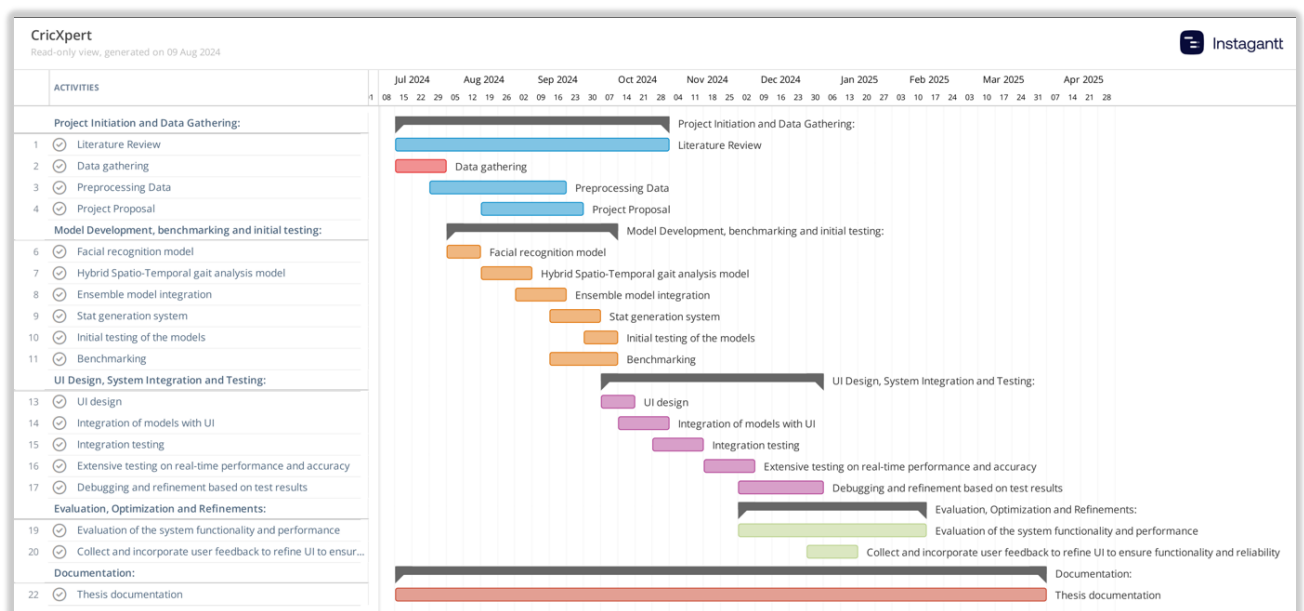 CricXpert
Read-only view, generated on 09 Aug 2024
Instagantt
ACTIVITIES
Jul 2024 Aug 2024 Sep 2024 Oct 2024 Nov 2024 Dec 2024 Jan 2025 Feb 2025 Mar 2025 Apr 2025
1 08 15 22 29 05 12 19 26 02 09 16 23 30 07 14 21 28 04 11 18 25 02 09 16 23 30 06 13 20 27 03 10 17 24 03 10 17 24 31 07 14 21 28
Project Initiation and Data Gathering: Project Initiation and Data Gathering:
1 Literature Review Literature Review
2 Data gathering Data gathering
3 Preprocessing Data Preprocessing Data
4 Project Proposal Project Proposal
Model Development, benchmarking and initial testing: Model Development, benchmarking and initial testing:
6 Facial recognition model Facial recognition model
7 Hybrid Spatio-Temporal gait analysis model Hybrid Spatio-Temporal gait analysis model
8 Ensemble model integration Ensemble model integration
9 Stat generation system Stat generation system
10 Initial testing of the models Initial testing of the models
11 Benchmarking Benchmarking
UI Design, System Integration and Testing: UI Design, System Integration and Testing:
13 UI design UI design
14 Integration of models with UI Integration of models with UI
15 Integration testing Integration testing
16 Extensive testing on real-time performance and accuracy Extensive testing on real-time performance and accuracy
17 Debugging and refinement based on test results Debugging and refinement based on test results
Evaluation, Optimization and Refinements: Evaluation, Optimization and Refinements:
19 Evaluation of the system functionality and performance Evaluation of the system functionality and performance
20 Collect and incorporate user feedback to refine UI to ensur... Collect and incorporate user feedback to refine UI to ensure functionality and reliability
Documentation: Documentation:
22 Thesis documentation Thesis documentation